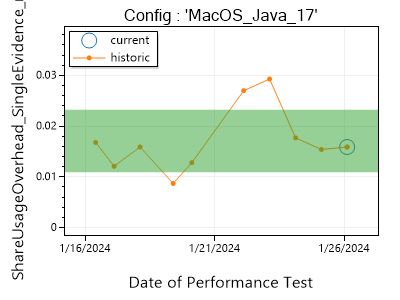 Config : 'MacOS_Java_17'
current
historic
ShareUsageOverhead_SingleEvidence_
0.03
0.02
0.01
0
1/16/2024
1/21/2024
1/26/2024
Date of Performance Test